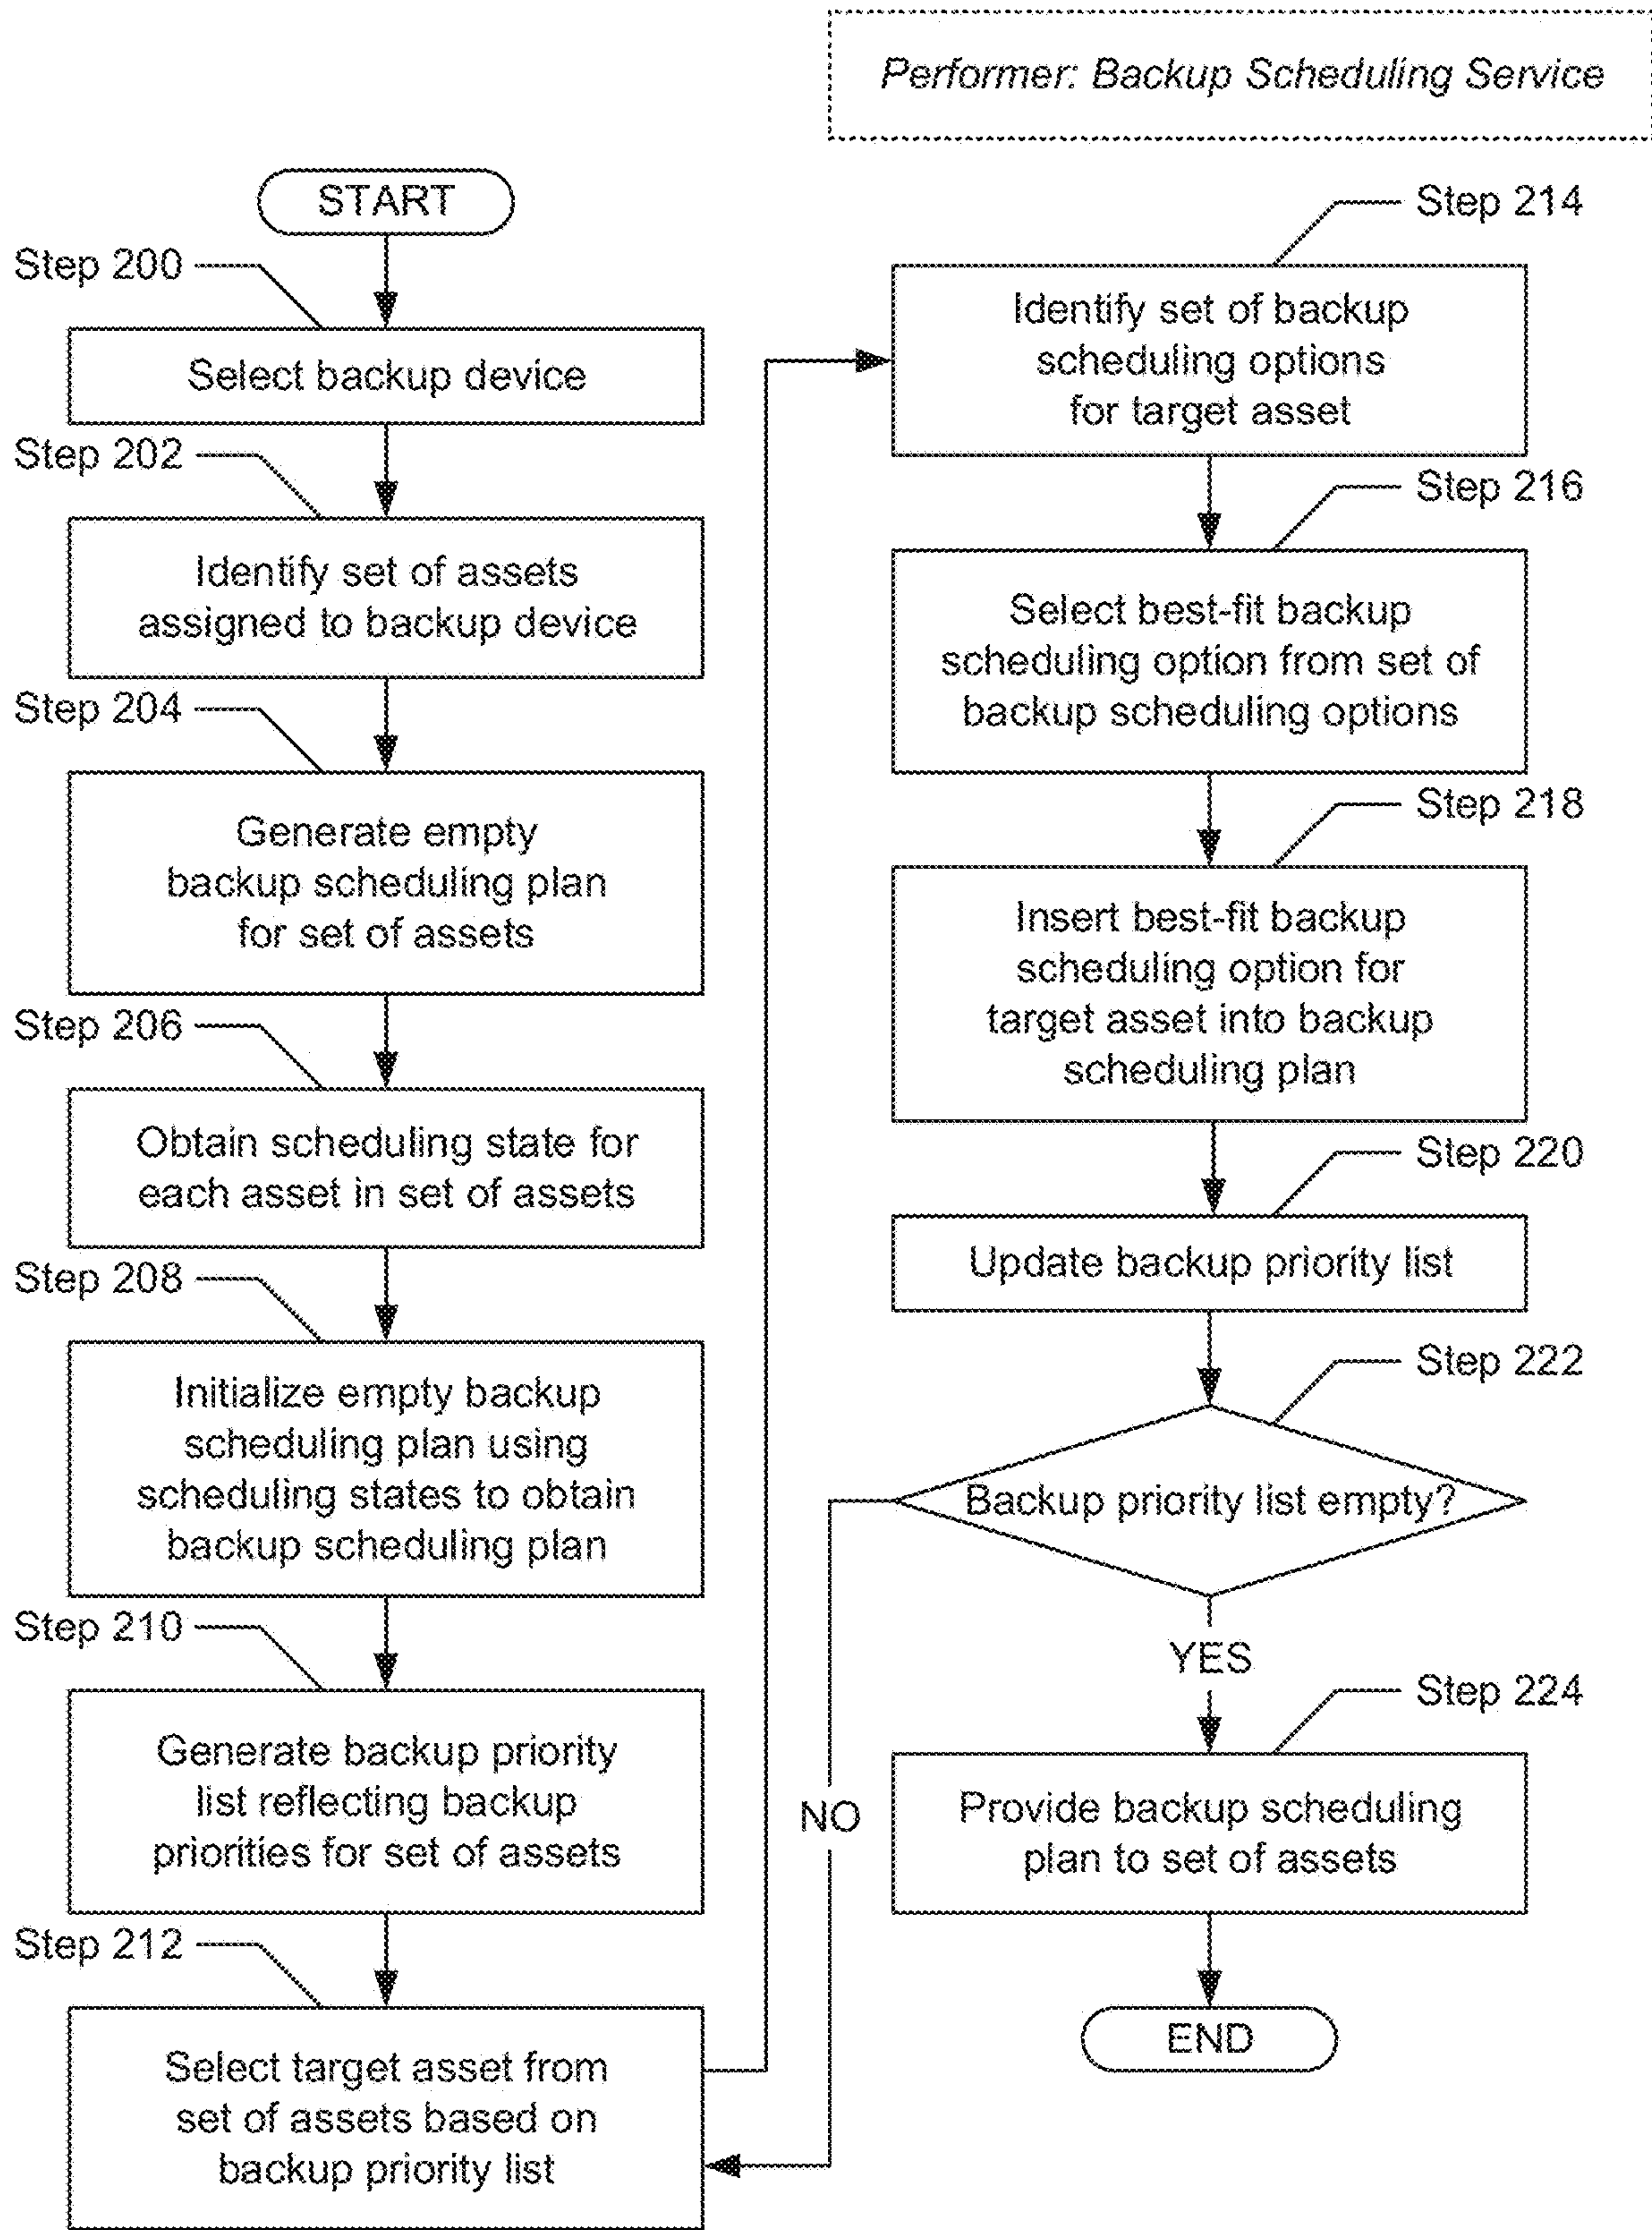 Performer: Backup Scheduling Service
START
Step 200
Select backup device
Step 202
Identify set of assets
assigned to backup device
Step 204
Generate empty
backup scheduling plan
for set of assets
Step 206
Obtain scheduling state for
each asset in set of assets
Step 208
Initialize empty backup
scheduling plan using
scheduling states to obtain
backup scheduling plan
Step 210
Generate backup priority
list reflecting backup
priorities for set of assets
Step 212
Select target asset from
set of assets based on
backup priority list
Step 214
Identify set of backup
scheduling options
for target asset
Step 216
Select best-fit backup
scheduling option from set of
backup scheduling options
Step 218
Insert best-fit backup
scheduling option for
target asset into backup
scheduling plan
Step 220
Update backup priority list
Step 222
Backup priority list empty?
NO
YES
Step 224
Provide backup scheduling
plan to set of assets
END